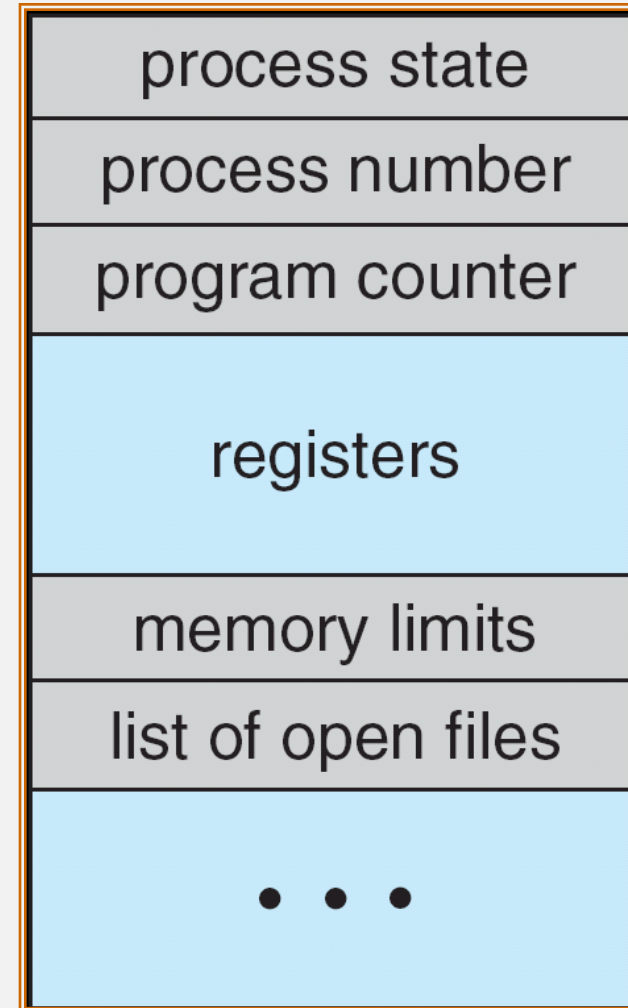 process state
process number
program counter
registers
memory limits
list of open files
• • •